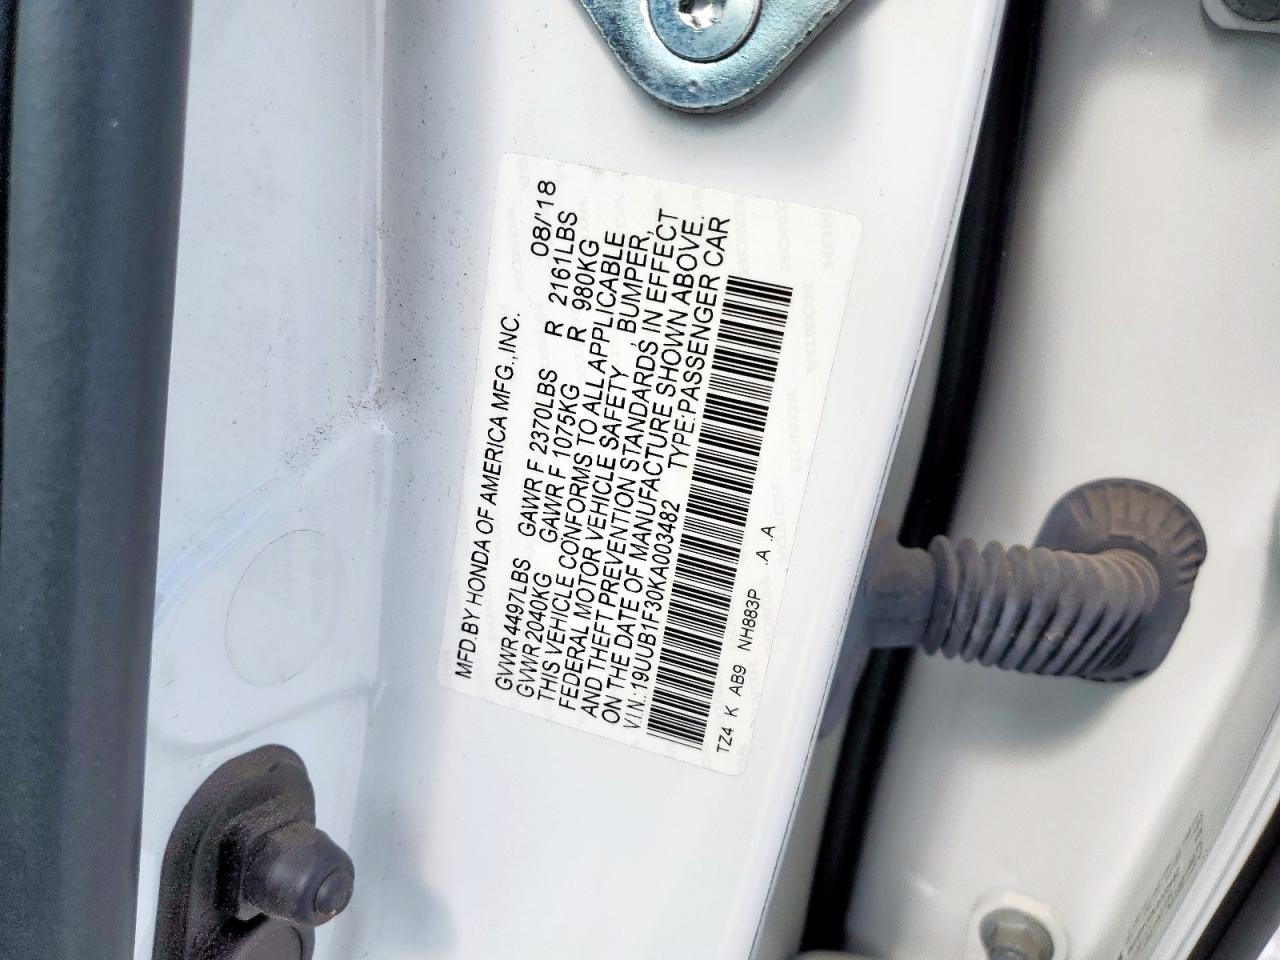 MFD.BY HONDA OF AMERICA MFG.,INC. 08/'18
GVWR 4497LBS GAWR F 2370LBS R 2161LBS
GVWR 2040KG GAWR F 1075KG R 980KG
THIS VEHICLE CONFORMS TO ALL APPLICABLE
FEDERAL MOTOR VEHICLE SAFETY, BUMPER,
AND THEFT PREVENTION STANDARDS IN EFFECT
ON THE DATE OF MANUFACTURE SHOWN ABOVE.
V.I.N.:19UUB1F30KA003482 TYPE:PASSENGER CAR
TZ4 K AB9 NH883P .A .A